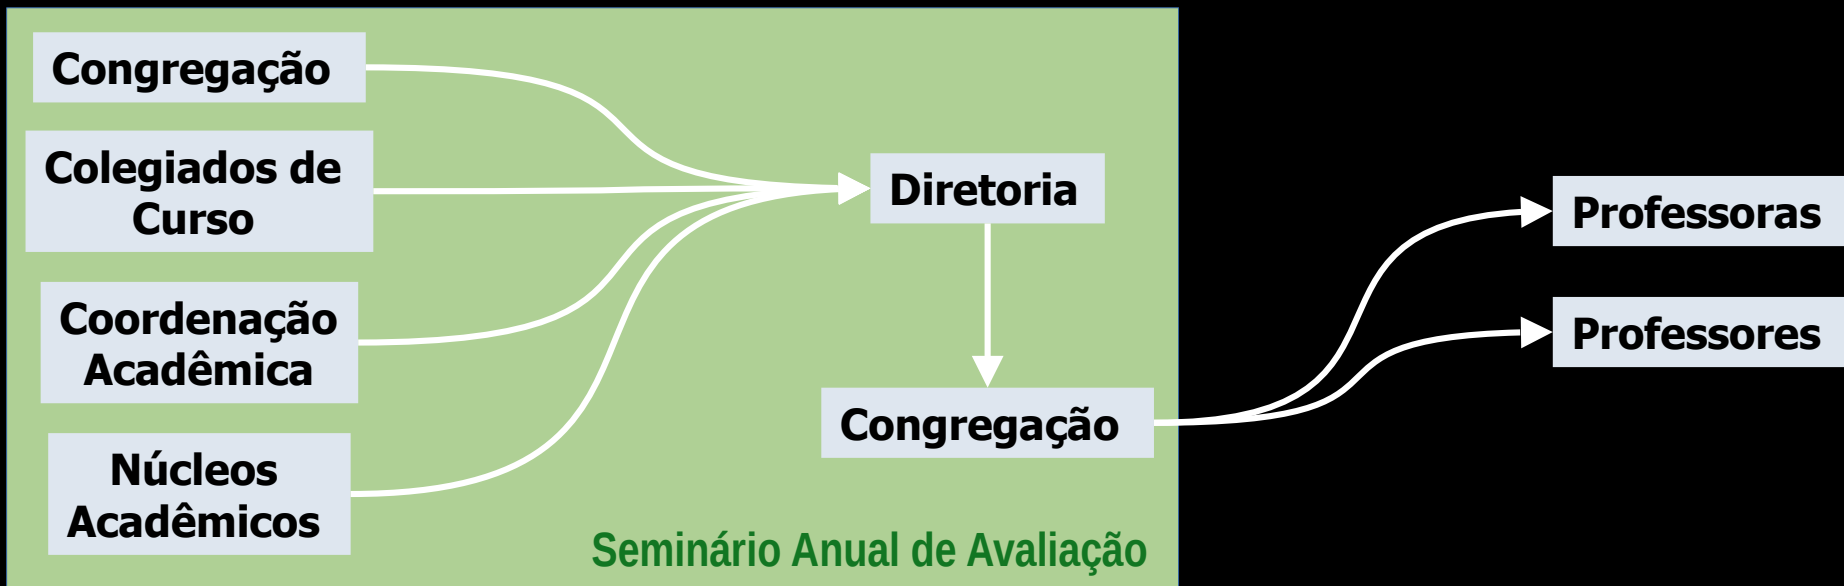 Congregação
Colegiados de
Curso
Coordenação
Acadêmica
Núcleos
Acadêmicos
Diretoria
Congregação
Seminário Anual de Avaliação
Professoras
Professores